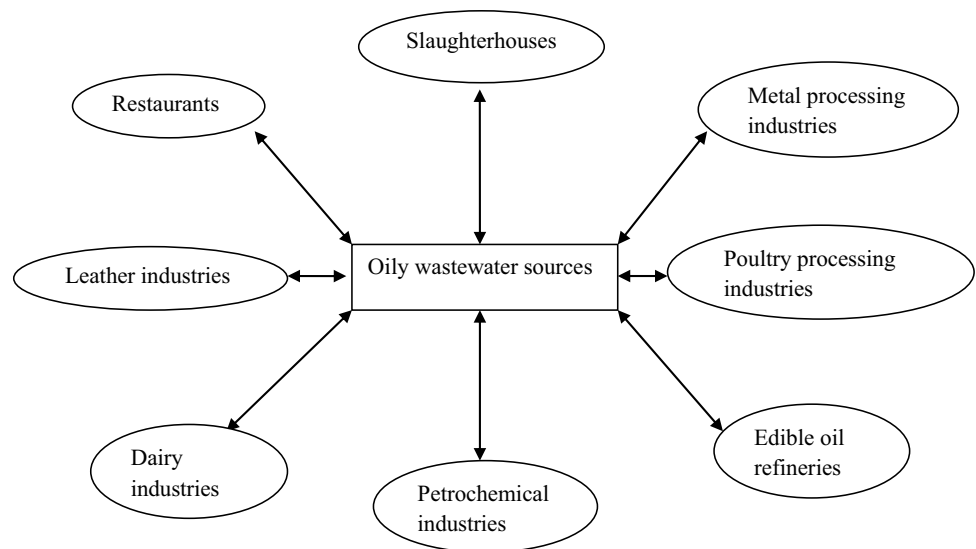 Slaughterhouses
Restaurants
Metal processing
industries
Leather industries
Oily wastewater sources
Poultry processing
industries
Dairy
industries
Petrochemical
industries
Edible oil
refineries